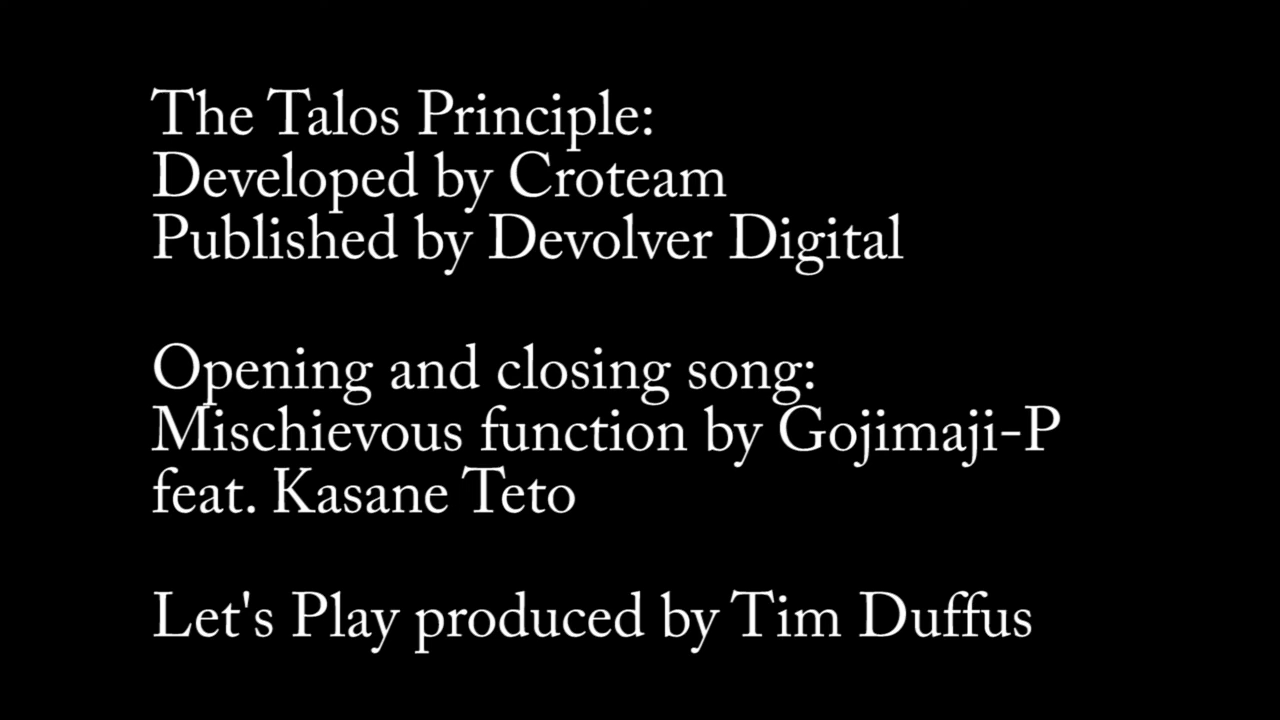 The Talos Principle:
Developed by Croteam
Published by Devolver Digital
Opening and closing song:
Mischievous function by Gojimaji-P
feat. Kasane Teto
Let's Play produced by Tim Duffus